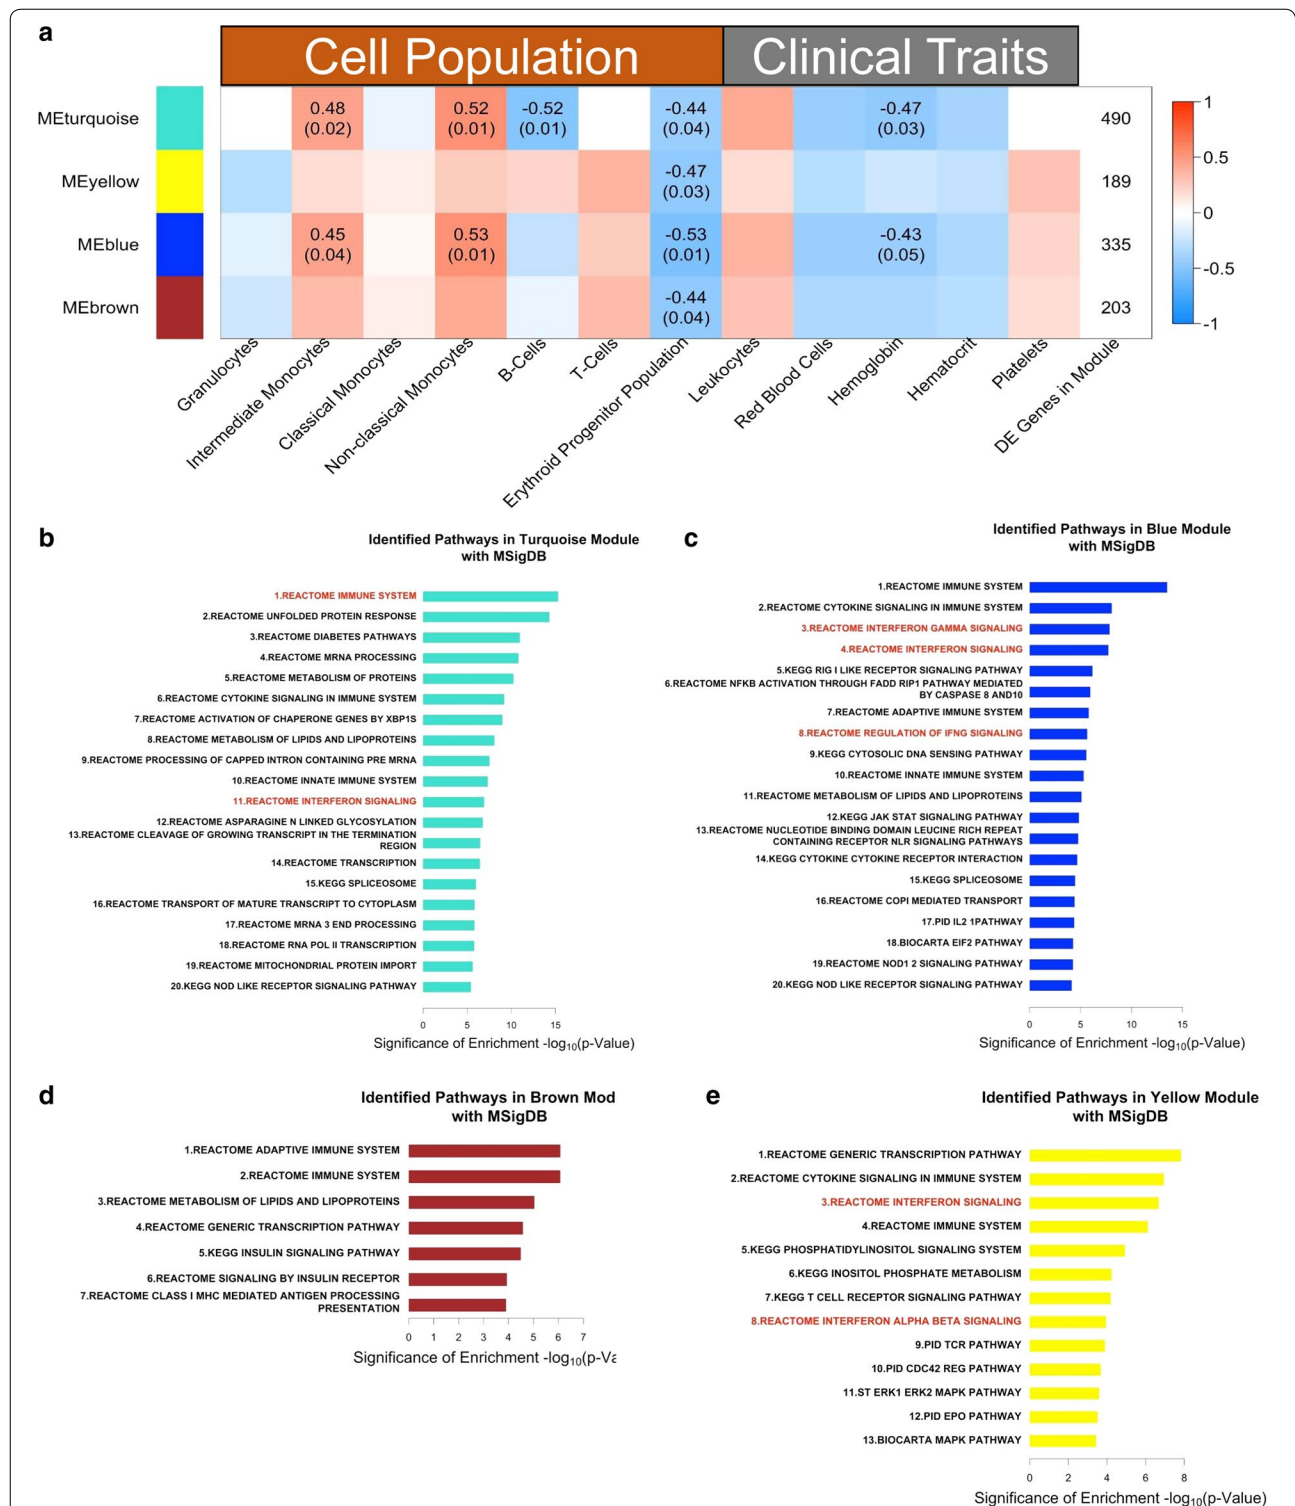 a
Cell Population
Clinical Traits
MEturquoise
0.48
(0.02)
0.52
(0.01)
-0.52
(0.01)
-0.44
(0.04)
-0.47
(0.03)
490
MEyellow
-0.47
(0.03)
189
MEblue
0.45
(0.04)
0.53
(0.01)
-0.53
(0.01)
-0.43
(0.05)
335
MEbrown
-0.44
(0.04)
203
1
0.5
0
-0.5
-1
Granulocytes
Intermediate Monocytes
Classical Monocytes
Non-classical Monocytes
B-Cells
T-Cells
Erythroid Progenitor Population
Leukocytes
Red Blood Cells
Hemoglobin
Hematocrit
Platelets
DE Genes in Module
b
Identified Pathways in Turquoise Module
with MSigDB
1.REACTOME IMMUNE SYSTEM
2.REACTOME UNFOLDED PROTEIN RESPONSE
3.REACTOME DIABETES PATHWAYS
4.REACTOME MRNA PROCESSING
5.REACTOME METABOLISM OF PROTEINS
6.REACTOME CYTOKINE SIGNALING IN IMMUNE SYSTEM
7.REACTOME ACTIVATION OF CHAPERONE GENES BY XBP1S
8.REACTOME METABOLISM OF LIPIDS AND LIPOPROTEINS
9.REACTOME PROCESSING OF CAPPED INTRON CONTAINING PRE MRNA
10.REACTOME INNATE IMMUNE SYSTEM
11.REACTOME INTERFERON SIGNALING
12.REACTOME ASPARAGINE N LINKED GLYCOSYLATION
13.REACTOME CLEAVAGE OF GROWING TRANSCRIPT IN THE TERMINATION
REGION
14.REACTOME TRANSCRIPTION
15.KEGG SPLICEOSOME
16.REACTOME TRANSPORT OF MATURE TRANSCRIPT TO CYTOPLASM
17.REACTOME MRNA 3 END PROCESSING
18.REACTOME RNA POL II TRANSCRIPTION
19.REACTOME MITOCHONDRIAL PROTEIN IMPORT
20.KEGG NOD LIKE RECEPTOR SIGNALING PATHWAY
0 5 10 15
Significance of Enrichment -log10(p-Value)
c
Identified Pathways in Blue Module
with MSigDB
1.REACTOME IMMUNE SYSTEM
2.REACTOME CYTOKINE SIGNALING IN IMMUNE SYSTEM
3.REACTOME INTERFERON GAMMA SIGNALING
4.REACTOME INTERFERON SIGNALING
5.KEGG RIG I LIKE RECEPTOR SIGNALING PATHWAY
6.REACTOME NFKB ACTIVATION THROUGH FADD RIP1 PATHWAY MEDIATED
BY CASPASE 8 AND10
7.REACTOME ADAPTIVE IMMUNE SYSTEM
8.REACTOME REGULATION OF IFNG SIGNALING
9.KEGG CYTOSOLIC DNA SENSING PATHWAY
10.REACTOME INNATE IMMUNE SYSTEM
11.REACTOME METABOLISM OF LIPIDS AND LIPOPROTEINS
12.KEGG JAK STAT SIGNALING PATHWAY
13.REACTOME NUCLEOTIDE BINDING DOMAIN LEUCINE RICH REPEAT
CONTAINING RECEPTOR NLR SIGNALING PATHWAYS
14.KEGG CYTOKINE CYTOKINE RECEPTOR INTERACTION
15.KEGG SPLICEOSOME
16.REACTOME COPI MEDIATED TRANSPORT
17.PID IL2 1PATHWAY
18.BIOCARTA EIF2 PATHWAY
19.REACTOME NOD1 2 SIGNALING PATHWAY
20.KEGG NOD LIKE RECEPTOR SIGNALING PATHWAY
0 5 10 15
Significance of Enrichment -log10(p-Value)
d
Identified Pathways in Brown Mod
with MSigDB
1.REACTOME ADAPTIVE IMMUNE SYSTEM
2.REACTOME IMMUNE SYSTEM
3.REACTOME METABOLISM OF LIPIDS AND LIPOPROTEINS
4.REACTOME GENERIC TRANSCRIPTION PATHWAY
5.KEGG INSULIN SIGNALING PATHWAY
6.REACTOME SIGNALING BY INSULIN RECEPTOR
7.REACTOME CLASS I MHC MEDIATED ANTIGEN PROCESSING
PRESENTATION
0 1 2 3 4 5 6 7
Significance of Enrichment -log10(p-Va
e
Identified Pathways in Yellow Module
with MSigDB
1.REACTOME GENERIC TRANSCRIPTION PATHWAY
2.REACTOME CYTOKINE SIGNALING IN IMMUNE SYSTEM
3.REACTOME INTERFERON SIGNALING
4.REACTOME IMMUNE SYSTEM
5.KEGG PHOSPHATIDYLINOSITOL SIGNALING SYSTEM
6.KEGG INOSITOL PHOSPHATE METABOLISM
7.KEGG T CELL RECEPTOR SIGNALING PATHWAY
8.REACTOME INTERFERON ALPHA BETA SIGNALING
9.PID TCR PATHWAY
10.PID CDC42 REG PATHWAY
11.ST ERK1 ERK2 MAPK PATHWAY
12.PID EPO PATHWAY
13.BIOCARTA MAPK PATHWAY
0 2 4 6 8
Significance of Enrichment -log10(p-Value)